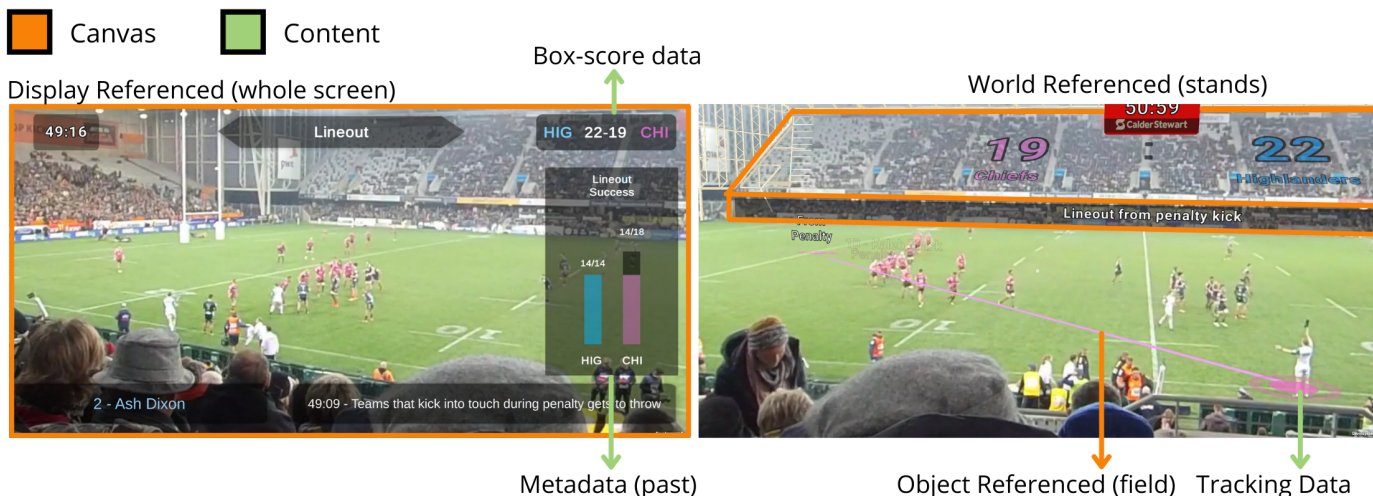 Canvas
Content
Box-score data
Display Referenced (whole screen)
World Referenced (stands)
49:16
Lineout
HIG 22-19 CHI
Lineout
Success
14/18
14/14
HIG CHI
2 - Ash Dixon
49:09 - Teams that kick into touch during penalty gets to throw
50:59
CalderStewart
19
Chiefs
22
Highlanders
Lineout from penalty kick
From
Penalty
Metadata (past)
Object Referenced (field)
Tracking Data